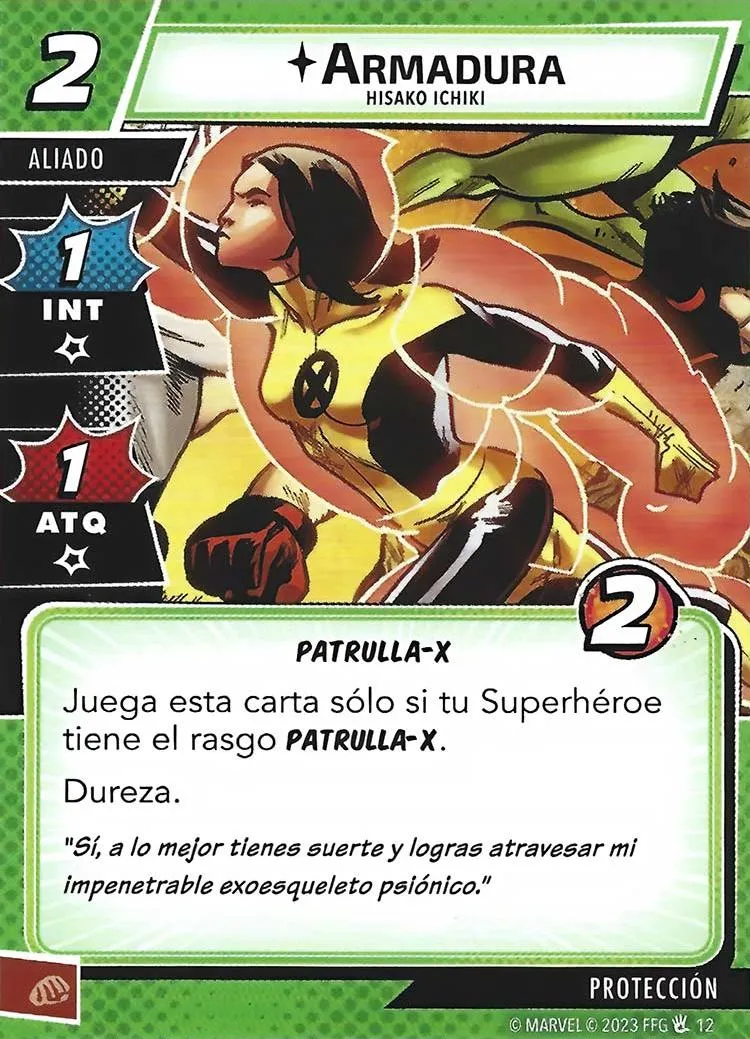 2
ARMADURA
HISAKO ICHIKI
ALIADO
1
INT
1
ATQ
2
PATRULLA-X
Juega esta carta sólo si tu Superhéroe
tiene el rasgo PATRULLA-X.
Dureza.
"Sí, a lo mejor tienes suerte y logras atravesar mi
impenetrable exoesqueleto psiónico."
PROTECCIÓN
© MARVEL © 2023 FFG 12